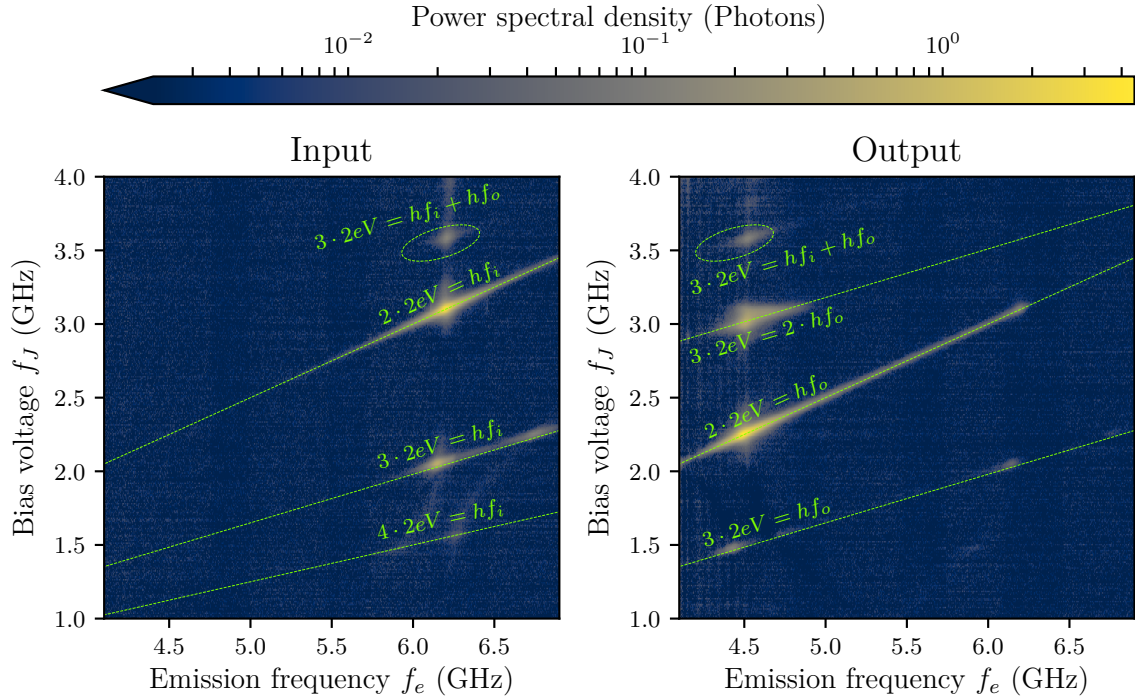 Power spectral density (Photons)
10⁻² 10⁻¹ 10⁰
Input
4.0
3.5
3.0
2.5
2.0
1.5
1.0
Bias voltage f_J (GHz)
3 · 2eV = hf_i + hf_o
2 · 2eV = hf_i
3 · 2eV = hf_i
4 · 2eV = hf_i
4.5 5.0 5.5 6.0 6.5
Emission frequency f_e (GHz)
Output
4.0
3.5
3.0
2.5
2.0
1.5
1.0
Bias voltage f_J (GHz)
3 · 2eV = hf_i + hf_o
3 · 2eV = 2 · hf_o
2 · 2eV = hf_o
3 · 2eV = hf_o
4.5 5.0 5.5 6.0 6.5
Emission frequency f_e (GHz)